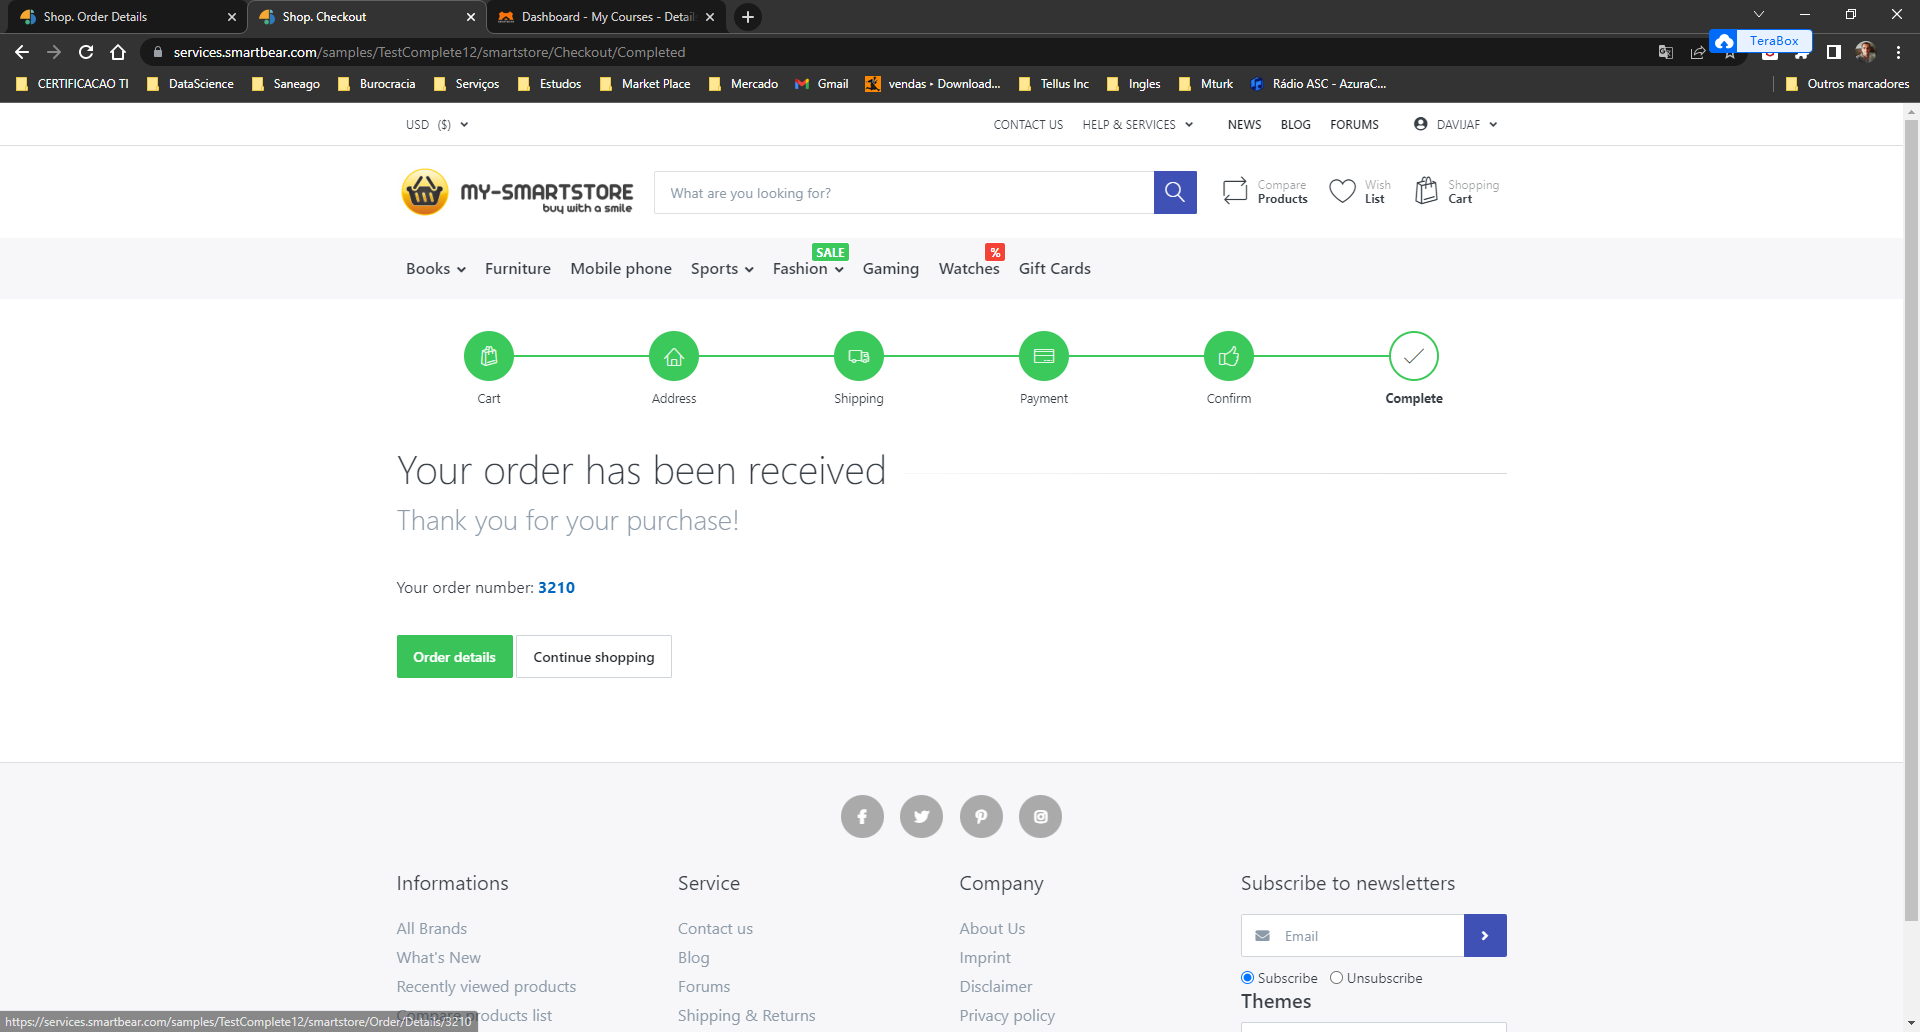 Shop. Order Details
Shop. Checkout
Dashboard - My Courses - Detail
services.smartbear.com/samples/TestComplete12/smartstore/Checkout/Completed
TeraBox
CERTIFICACAO TI
DataScience
Saneago
Burocracia
Serviços
Estudos
Market Place
Mercado
Gmail
vendas • Download...
Tellus Inc
Ingles
Mturk
Rádio ASC - AzuraC...
Outros marcadores
USD ($)
CONTACT US
HELP & SERVICES
NEWS
BLOG
FORUMS
DAVIJAF
MY-SMARTSTORE
buy with a smile
What are you looking for?
Compare
Products
Wish
List
Shopping
Cart
SALE
%
Books
Furniture
Mobile phone
Sports
Fashion
Gaming
Watches
Gift Cards
Cart
Address
Shipping
Payment
Confirm
Complete
Your order has been received
Thank you for your purchase!
Your order number: 3210
Order details
Continue shopping
Informations
Service
Company
Subscribe to newsletters
All Brands
Contact us
About Us
Email
What's New
Blog
Imprint
Subscribe
Unsubscribe
Recently viewed products
Forums
Disclaimer
Themes
Compare products list
Shipping & Returns
Privacy policy
https://services.smartbear.com/samples/TestComplete12/smartstore/Order/Details/3210